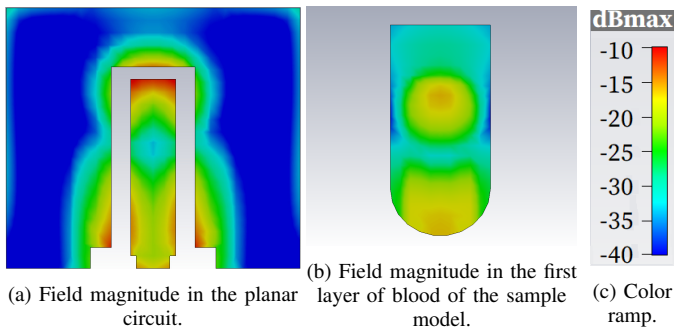 dBmax
-10
-15
-20
-25
-30
-35
-40
(a) Field magnitude in the planar
circuit.
(b) Field magnitude in the first
layer of blood of the sample
model.
(c) Color
ramp.